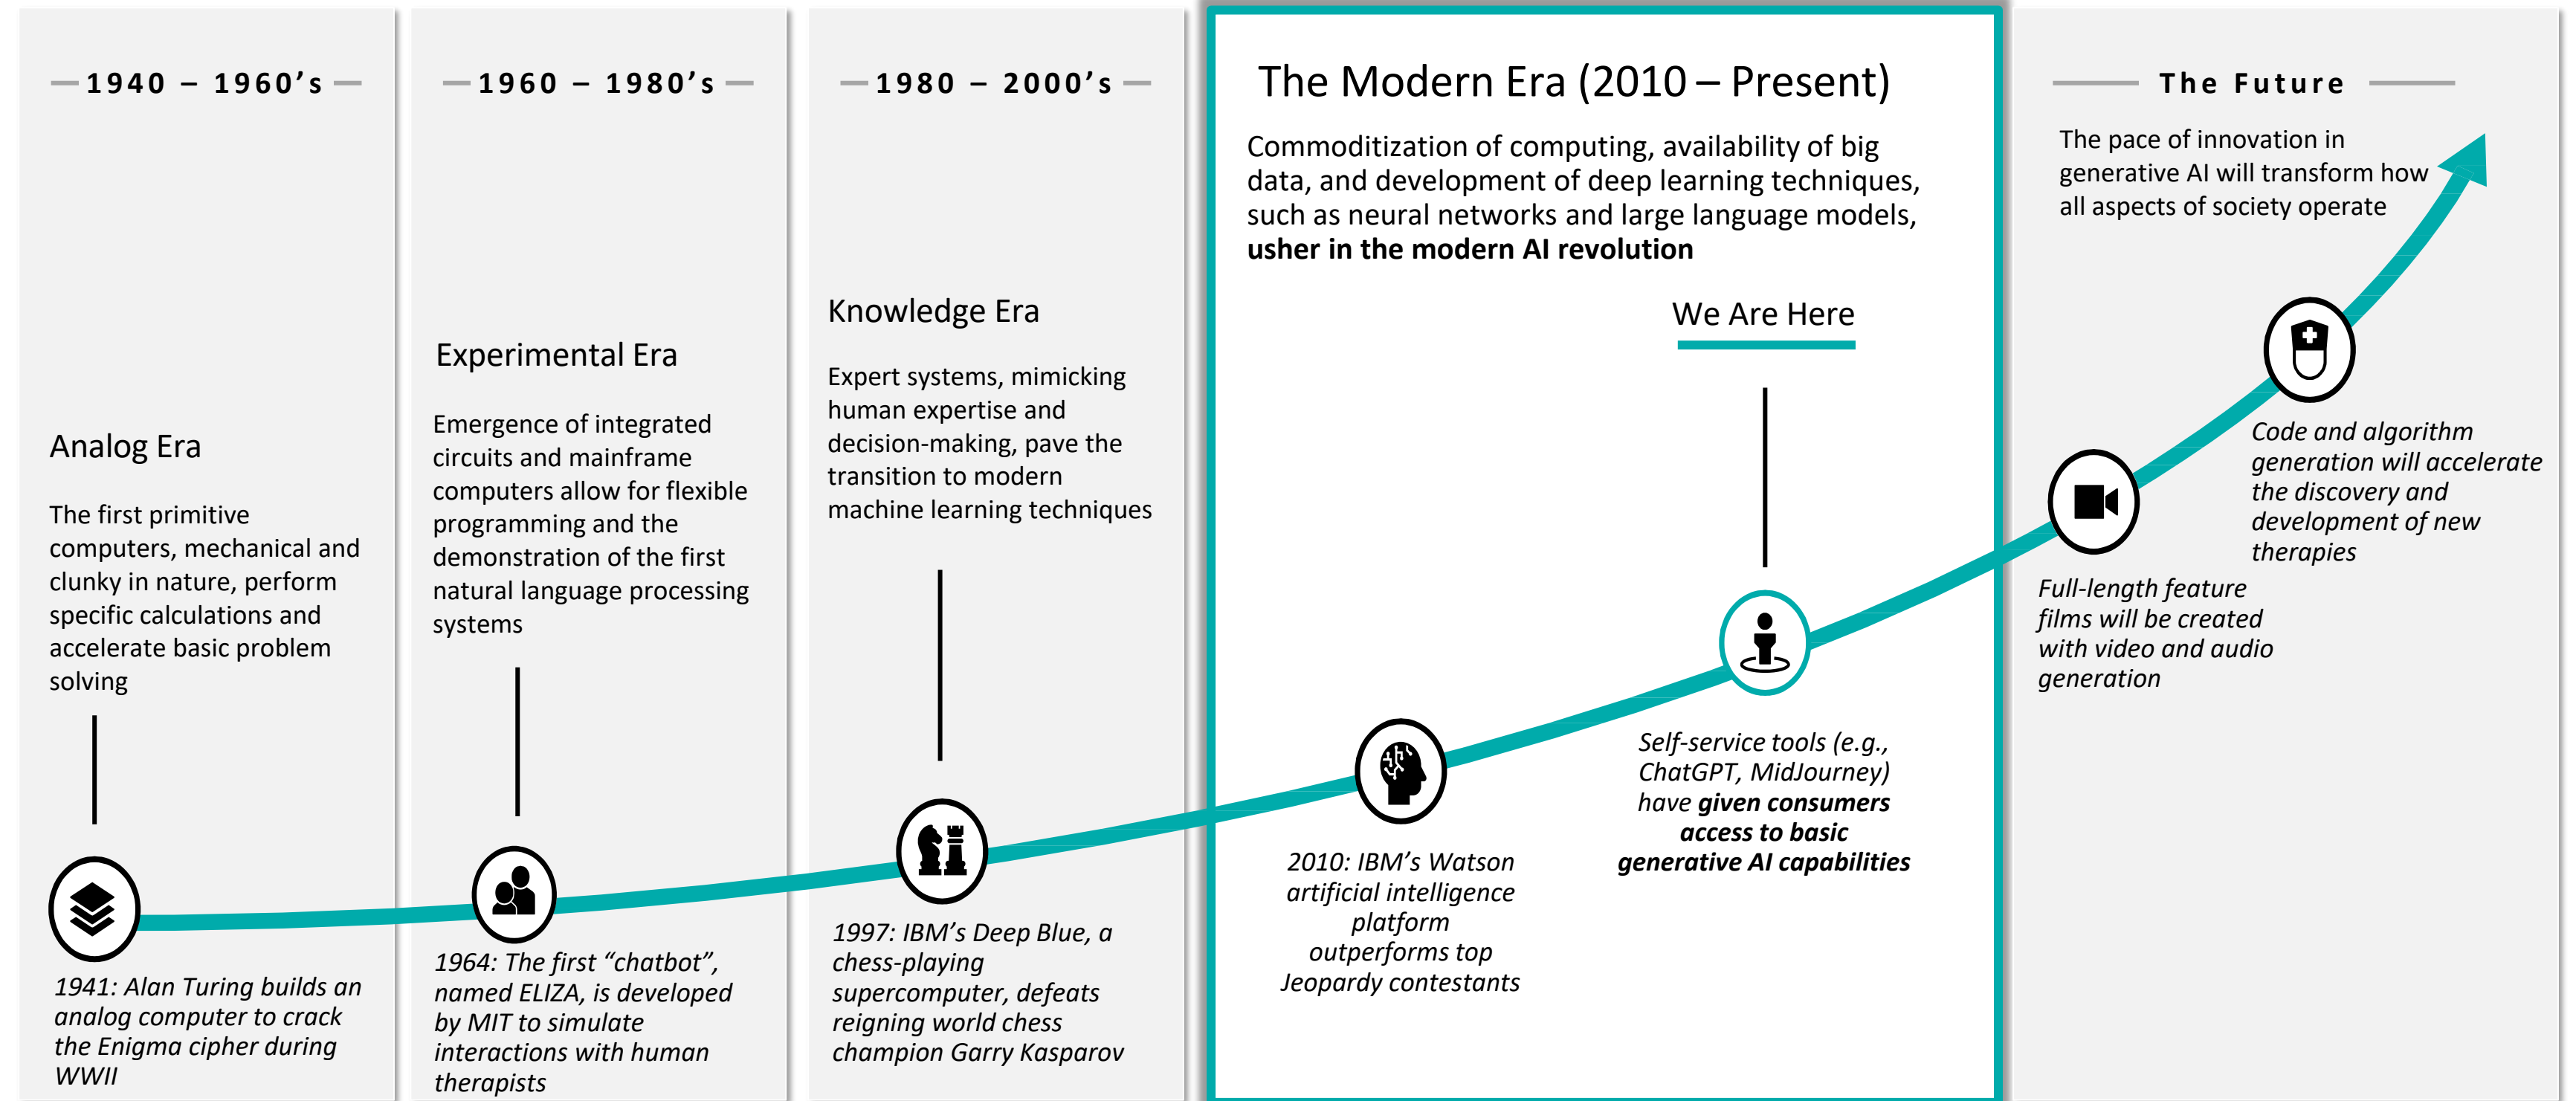 1940 – 1960's
Analog Era
The first primitive
computers, mechanical and
clunky in nature, perform
specific calculations and
accelerate basic problem
solving
1941: Alan Turing builds an
analog computer to crack
the Enigma cipher during
WWII
1960 – 1980's
Experimental Era
Emergence of integrated
circuits and mainframe
computers allow for flexible
programming and the
demonstration of the first
natural language processing
systems
1964: The first “chatbot”,
named ELIZA, is developed
by MIT to simulate
interactions with human
therapists
1980 – 2000's
Knowledge Era
Expert systems, mimicking
human expertise and
decision-making, pave the
transition to modern
machine learning techniques
1997: IBM's Deep Blue, a
chess-playing
supercomputer, defeats
reigning world chess
champion Garry Kasparov
The Modern Era (2010 – Present)
Commoditization of computing, availability of big
data, and development of deep learning techniques,
such as neural networks and large language models,
usher in the modern AI revolution
We Are Here
2010: IBM's Watson
artificial intelligence
platform
outperforms top
Jeopardy contestants
Self-service tools (e.g.,
ChatGPT, MidJourney)
have given consumers
access to basic
generative AI capabilities
The Future
The pace of innovation in
generative AI will transform how
all aspects of society operate
Full-length feature
films will be created
with video and audio
generation
Code and algorithm
generation will accelerate
the discovery and
development of new
therapies